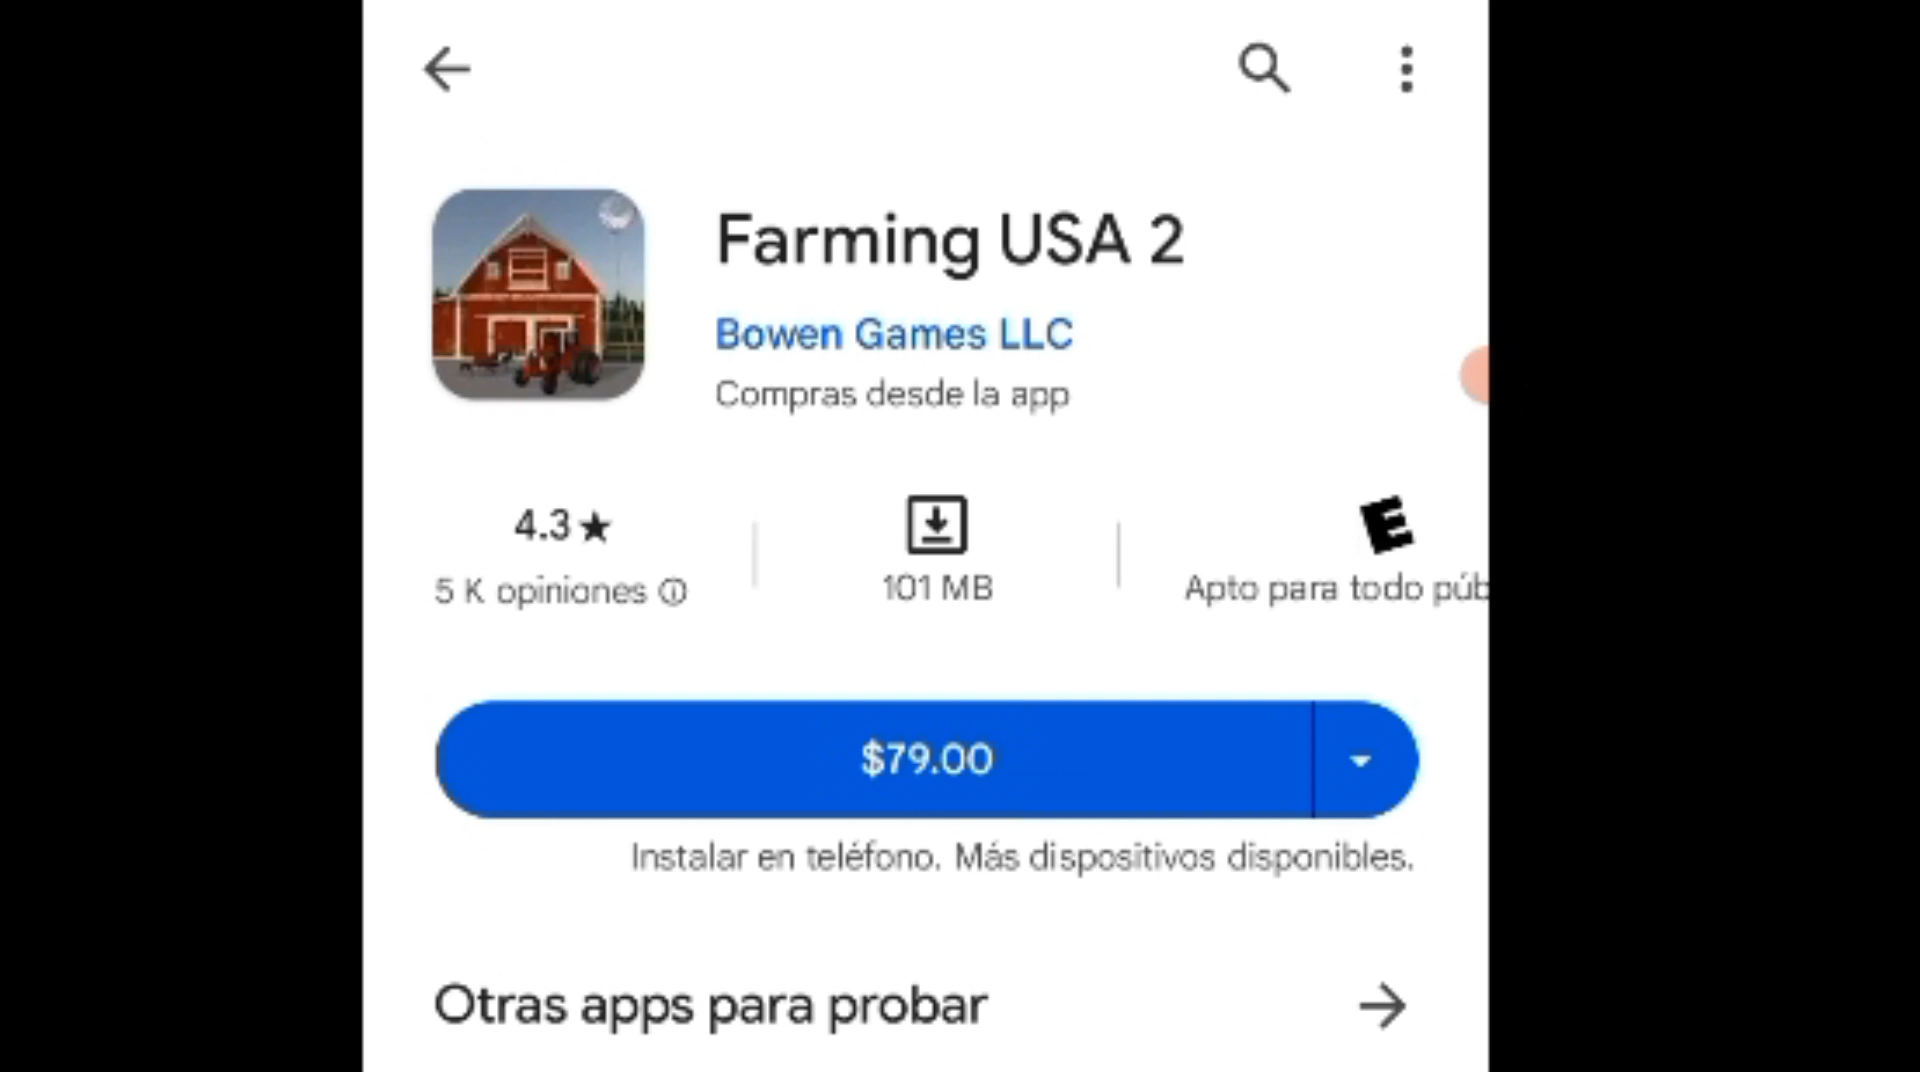 Farming USA 2
Bowen Games LLC
Compras desde la app
4.3★
5 K opiniones
101 MB
E
Apto para todo púb
$79.00
Instalar en teléfono. Más dispositivos disponibles.
Otras apps para probar